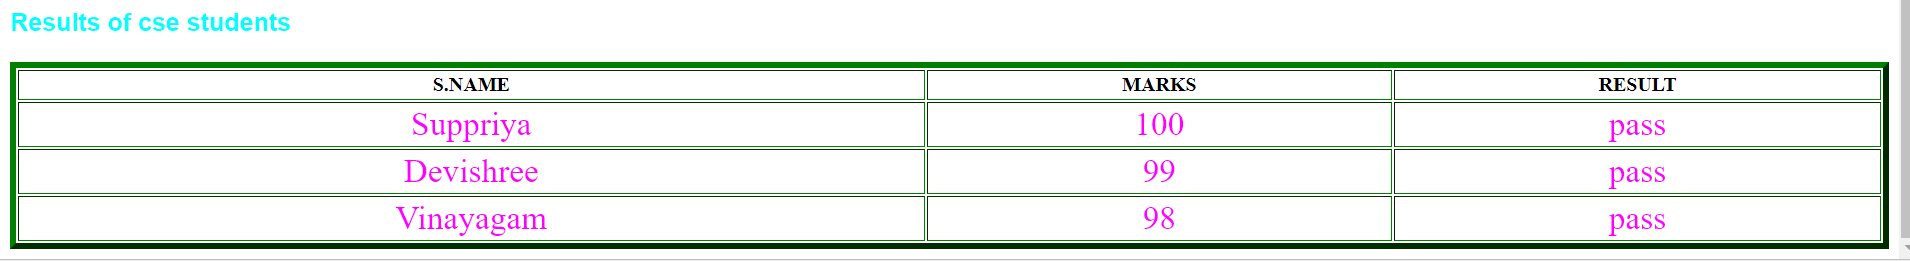 Results of cse students
S.NAME MARKS RESULT
Suppriya 100 pass
Devishree 99 pass
Vinayagam 98 pass